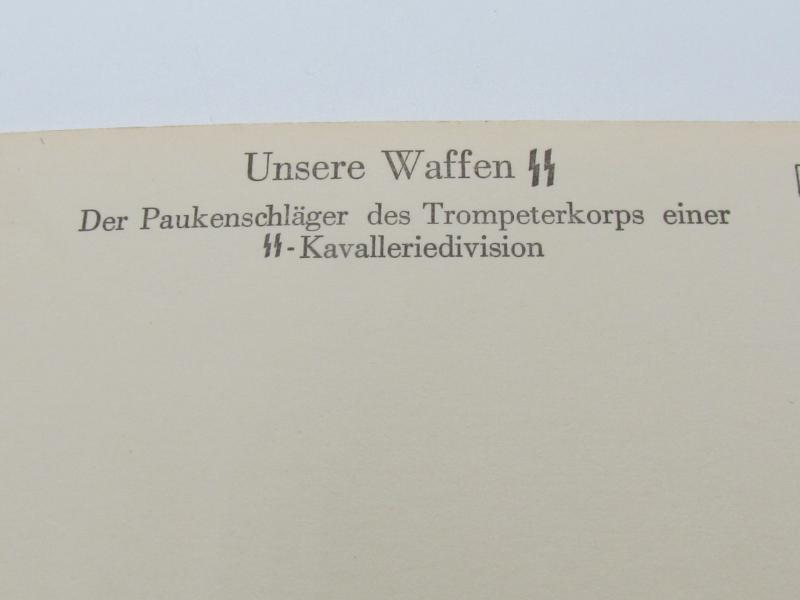 Unsere Waffen ᛋᛋ
Der Paukenschläger des Trompeterkorps einer
ᛋᛋ-Kavalleriedivision